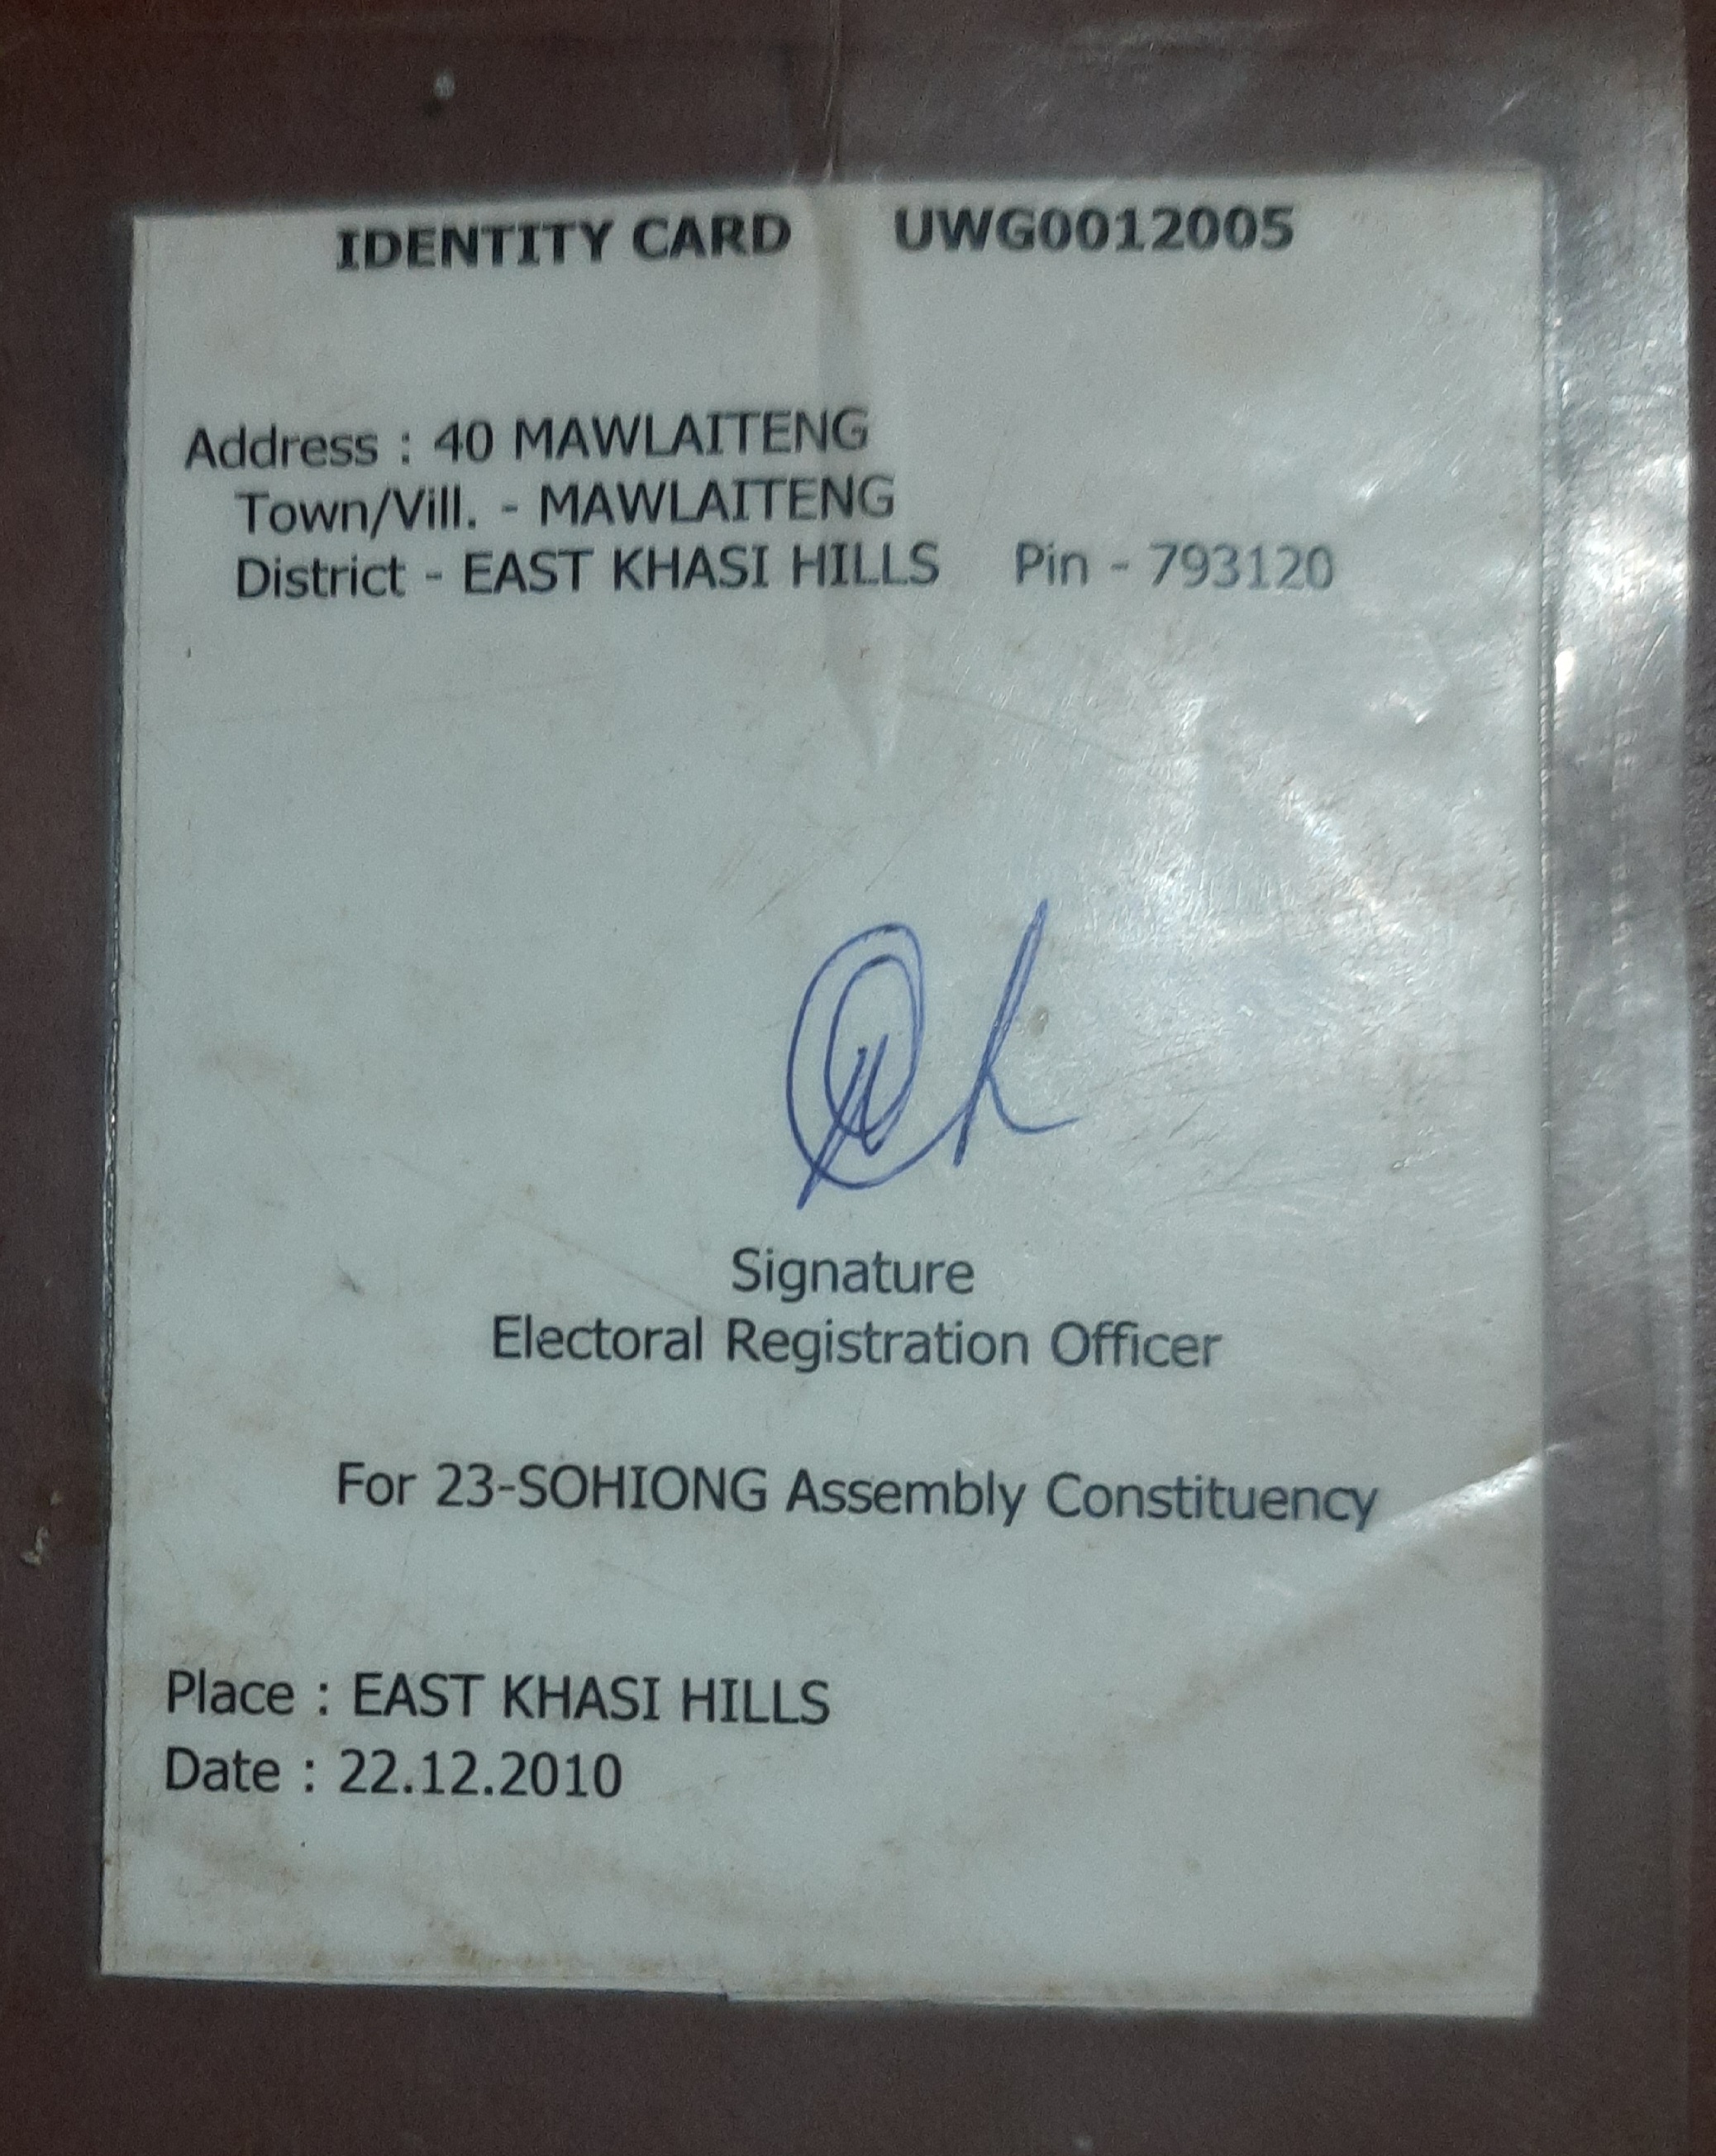 IDENTITY CARD UWG0012005
Address : 40 MAWLAITENG
Town/Vill. - MAWLAITENG
District - EAST KHASI HILLS Pin - 793120
Signature
Electoral Registration Officer
For 23-SOHIONG Assembly Constituency
Place : EAST KHASI HILLS
Date : 22.12.2010